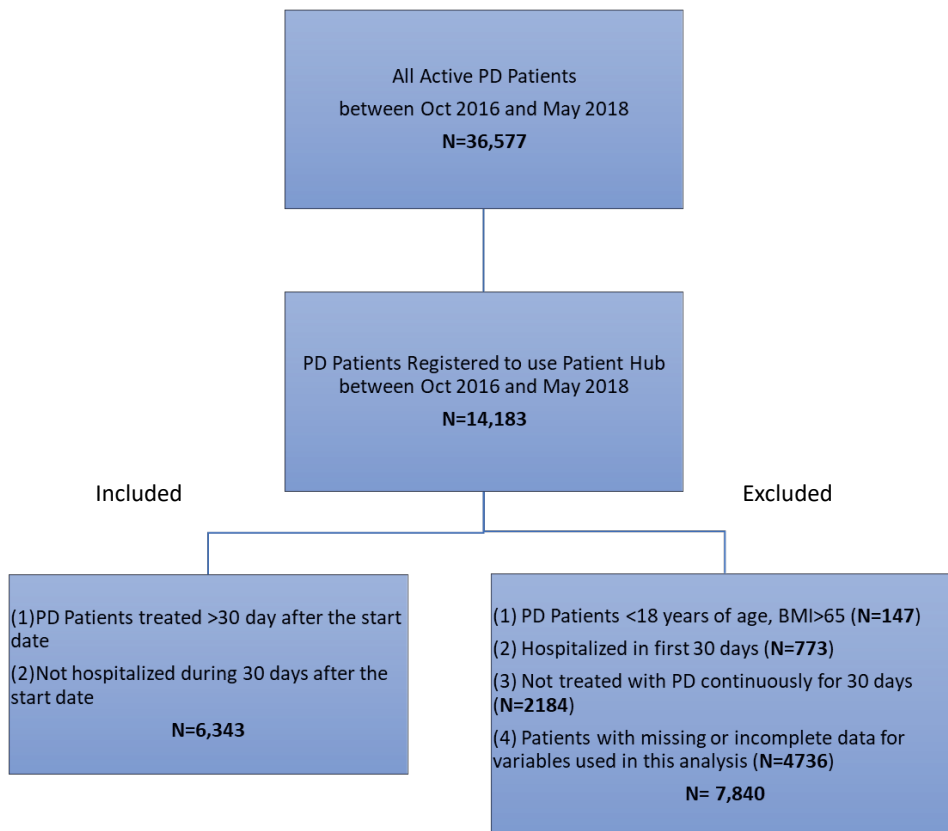 All Active PD Patients
between Oct 2016 and May 2018
N=36,577
PD Patients Registered to use Patient Hub
between Oct 2016 and May 2018
N=14,183
Included
Excluded
(1)PD Patients treated >30 day after the start
date
(2)Not hospitalized during 30 days after the
start date
N=6,343
(1) PD Patients <18 years of age, BMI>65 (N=147)
(2) Hospitalized in first 30 days (N=773)
(3) Not treated with PD continuously for 30 days
(N=2184)
(4) Patients with missing or incomplete data for
variables used in this analysis (N=4736)
N= 7,840